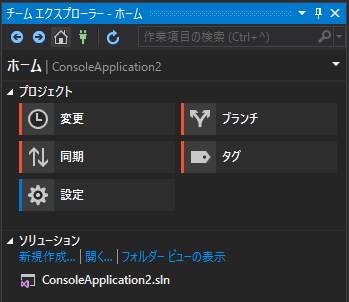 チーム エクスプローラー - ホーム
作業項目の検索 (Ctrl+^)
ホーム | ConsoleApplication2
プロジェクト
変更
ブランチ
同期
タグ
設定
ソリューション
新規作成... | 開く... | フォルダー ビューの表示
ConsoleApplication2.sln